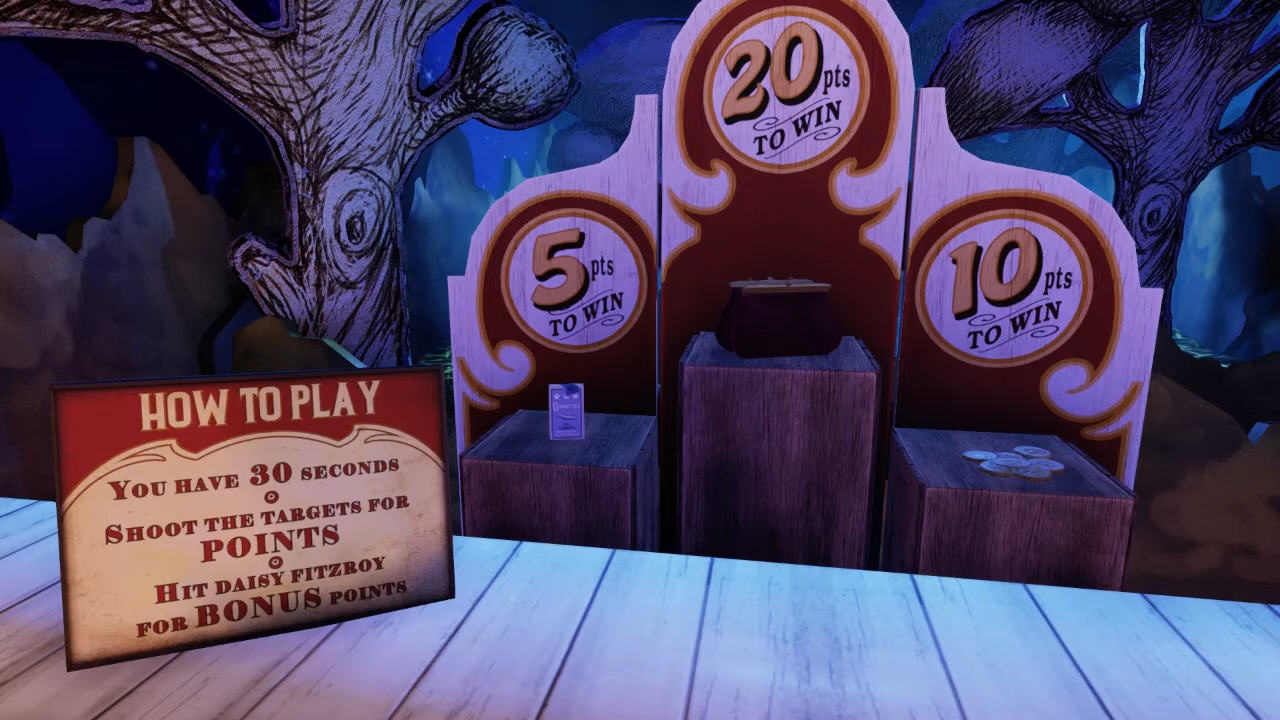 20 pts
TO WIN
5 pts
TO WIN
10 pts
TO WIN
HOW TO PLAY
YOU HAVE 30 SECONDS
SHOOT THE TARGETS FOR
POINTS
HIT DAISY FITZROY
FOR BONUS POINTS